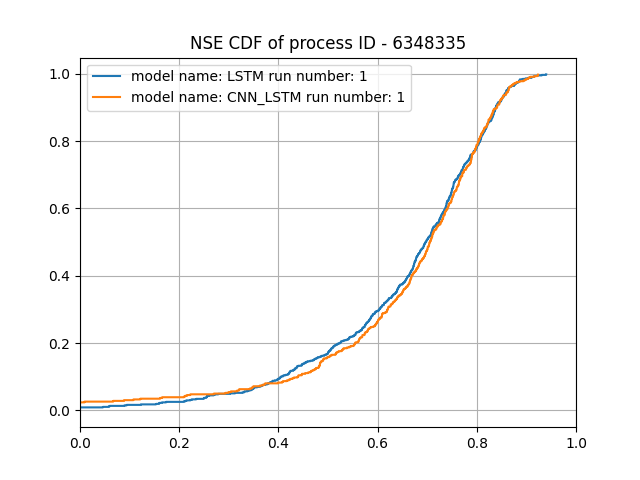 NSE CDF of process ID - 6348335
model name: LSTM run number: 1
model name: CNN_LSTM run number: 1
1.0
0.8
0.6
0.4
0.2
0.0
0.0 0.2 0.4 0.6 0.8 1.0